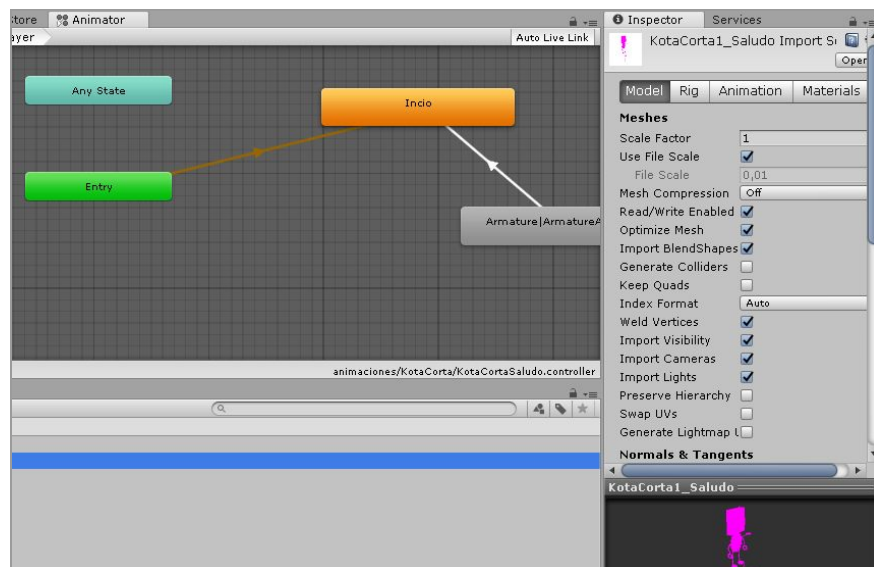 tore Animator
ayer Auto Live Link
Any State
Incio
Entry
Armature|ArmatureA
animaciones/KotaCorta/KotaCortaSaludo.controller
Inspector Services
KotaCorta1_Saludo Import S
Open
Model Rig Animation Materials
Meshes
Scale Factor 1
Use File Scale
File Scale 0,01
Mesh Compression Off
Read/Write Enabled
Optimize Mesh
Import BlendShapes
Generate Colliders
Keep Quads
Index Format Auto
Weld Vertices
Import Visibility
Import Cameras
Import Lights
Preserve Hierarchy
Swap UVs
Generate Lightmap U
Normals & Tangents
KotaCorta1_Saludo